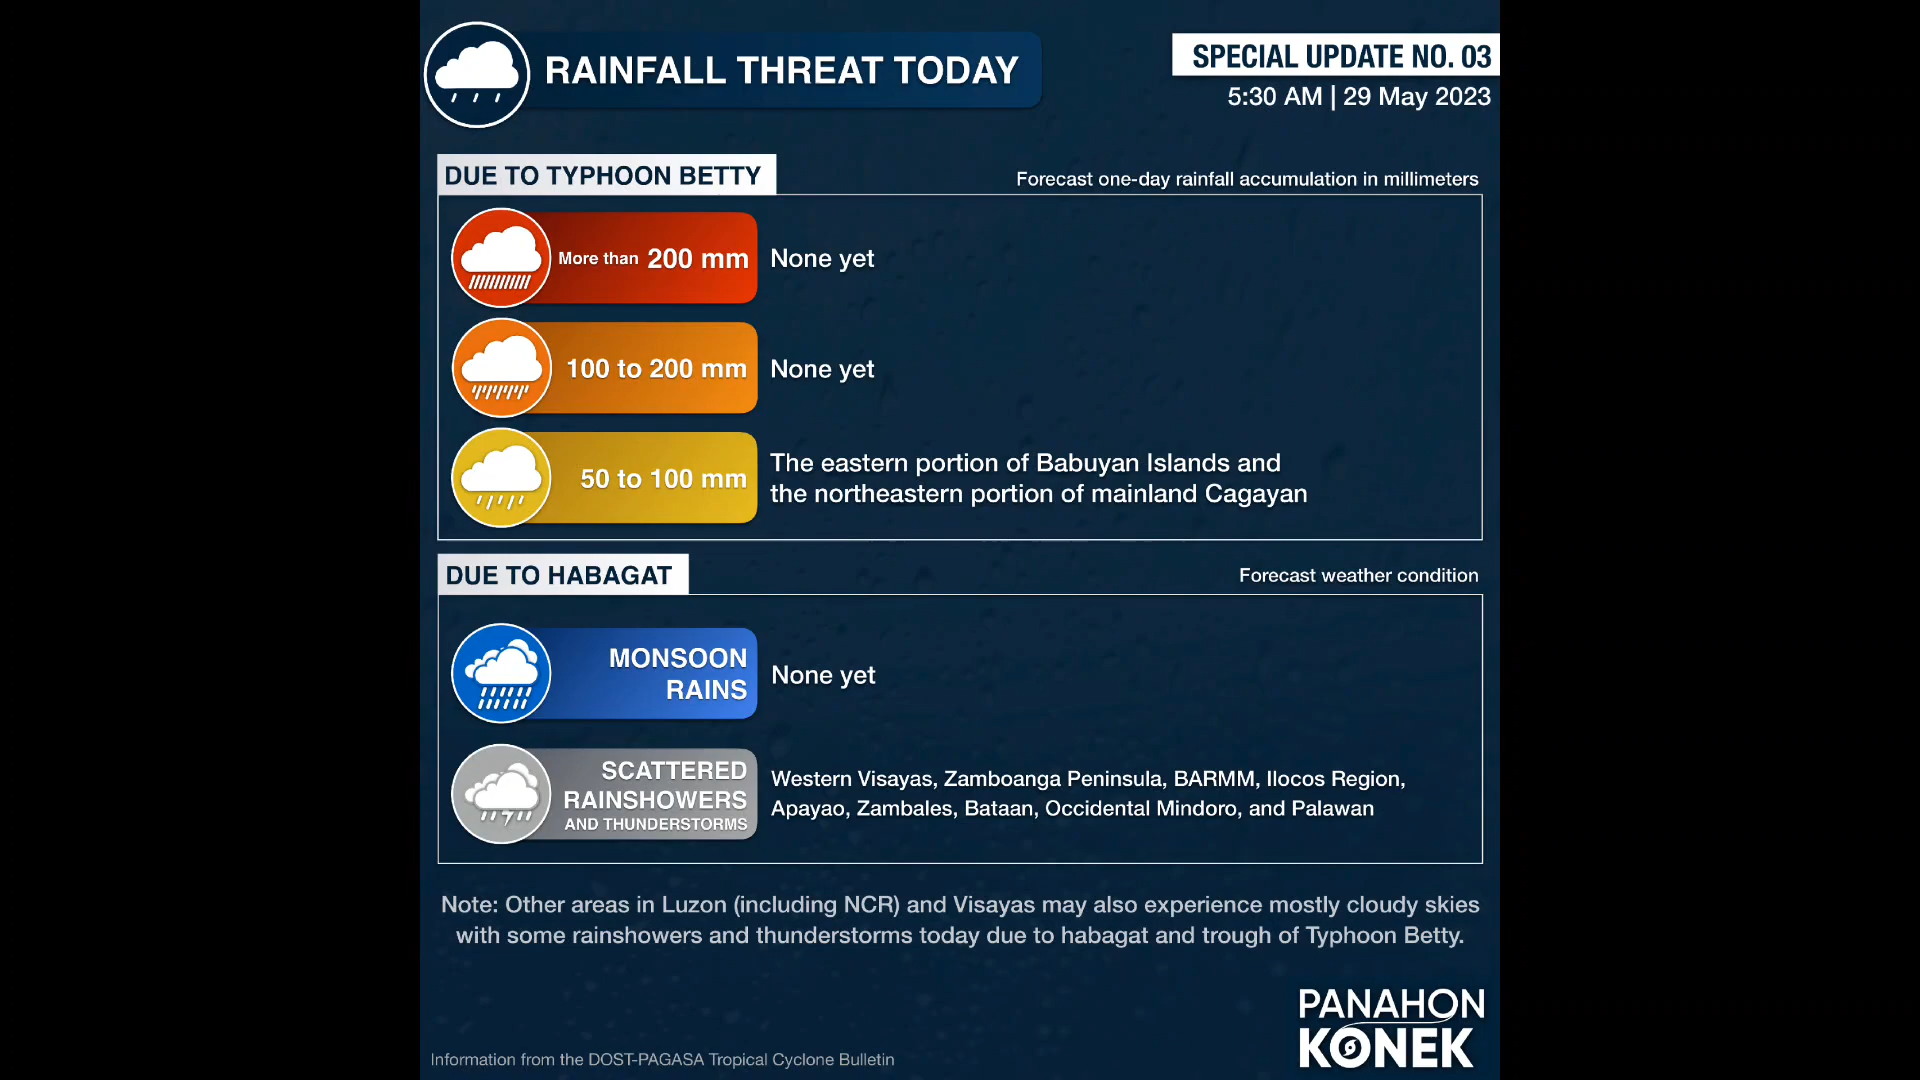 RAINFALL THREAT TODAY
SPECIAL UPDATE NO. 03
5:30 AM | 29 May 2023
DUE TO TYPHOON BETTY
Forecast one-day rainfall accumulation in millimeters
More than 200 mm
None yet
100 to 200 mm
None yet
50 to 100 mm
The eastern portion of Babuyan Islands and
the northeastern portion of mainland Cagayan
DUE TO HABAGAT
Forecast weather condition
MONSOON
RAINS
None yet
SCATTERED
RAINSHOWERS
AND THUNDERSTORMS
Western Visayas, Zamboanga Peninsula, BARMM, Ilocos Region,
Apayao, Zambales, Bataan, Occidental Mindoro, and Palawan
Note: Other areas in Luzon (including NCR) and Visayas may also experience mostly cloudy skies
with some rainshowers and thunderstorms today due to habagat and trough of Typhoon Betty.
PANAHON
KONEK
Information from the DOST-PAGASA Tropical Cyclone Bulletin